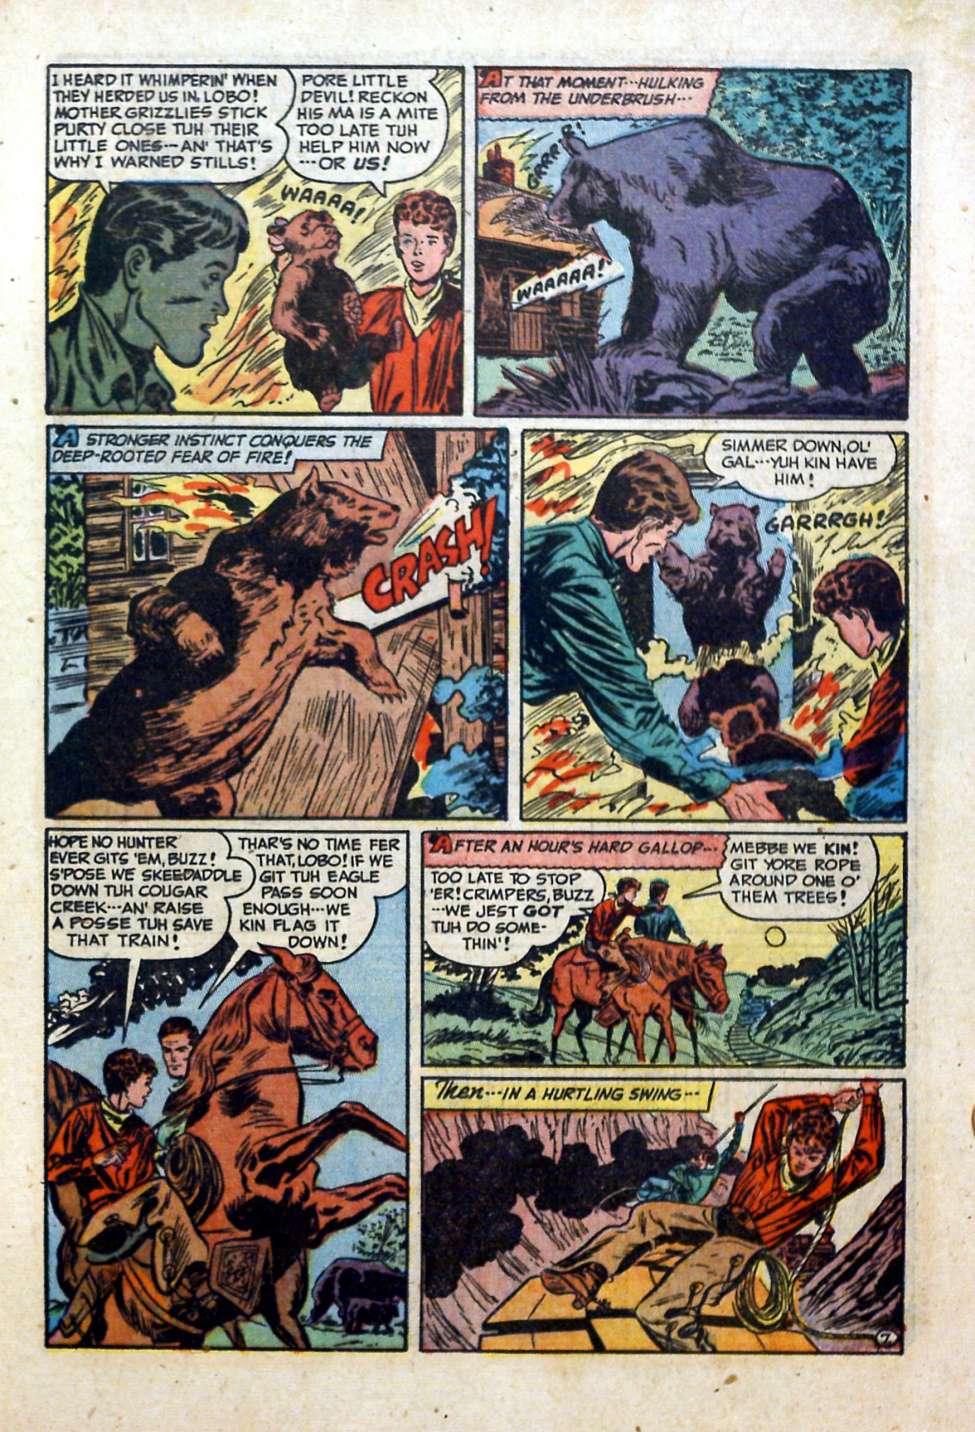 I HEARD IT WHIMPERIN' WHEN
THEY HERDED US IN, LOBO!
MOTHER GRIZZLIES STICK
PURTY CLOSE TUH THEIR
LITTLE ONES---AN' THAT'S
WHY I WARNED STILLS!
PORE LITTLE
DEVIL! RECKON
HIS MA IS A MITE
TOO LATE TUH
HELP HIM NOW
---OR US!
WAAAA!
AT THAT MOMENT---HULKING
FROM THE UNDERBRUSH---
GARRR-R!
WAAAAA!
A STRONGER INSTINCT CONQUERS THE
DEEP-ROOTED FEAR OF FIRE!
CRASH!
SIMMER DOWN, OL'
GAL---YUH KIN HAVE
HIM!
GARRRGH!
HOPE NO HUNTER
EVER GITS 'EM, BUZZ!
S'POSE WE SKEEDADDLE
DOWN TUH COUGAR
CREEK---AN' RAISE
A POSSE TUH SAVE
THAT TRAIN!
THAR'S NO TIME FER
THAT, LOBO! IF WE
GIT TUH EAGLE
PASS SOON
ENOUGH---WE
KIN FLAG IT
DOWN!
AFTER AN HOUR'S HARD GALLOP---
TOO LATE TO STOP
'ER! CRIMPERS, BUZZ
---WE JEST GOT
TUH DO SOME-
THIN'!
MEBBE WE KIN!
GIT YORE ROPE
AROUND ONE O'
THEM TREES!
Then---IN A HURTLING SWING---
7